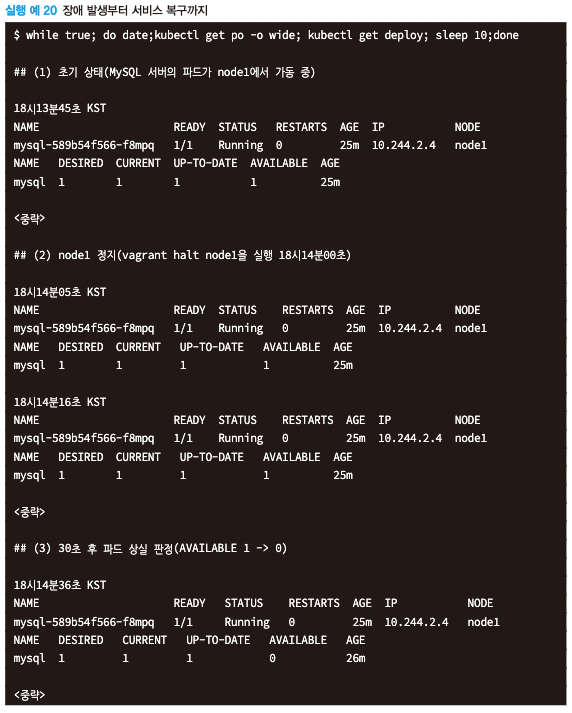 실행 예 20 장애 발생부터 서비스 복구까지
$ while true; do date;kubectl get po -o wide; kubectl get deploy; sleep 10;done
## (1) 초기 상태(MySQL 서버의 파드가 node1에서 가동 중)
18시13분45초 KST
NAME READY STATUS RESTARTS AGE IP NODE
mysql-589b54f566-f8mpq 1/1 Running 0 25m 10.244.2.4 node1
NAME DESIRED CURRENT UP-TO-DATE AVAILABLE AGE
mysql 1 1 1 1 25m
<중략>
## (2) node1 정지(vagrant halt node1을 실행 18시14분00초)
18시14분05초 KST
NAME READY STATUS RESTARTS AGE IP NODE
mysql-589b54f566-f8mpq 1/1 Running 0 25m 10.244.2.4 node1
NAME DESIRED CURRENT UP-TO-DATE AVAILABLE AGE
mysql 1 1 1 1 25m
18시14분16초 KST
NAME READY STATUS RESTARTS AGE IP NODE
mysql-589b54f566-f8mpq 1/1 Running 0 25m 10.244.2.4 node1
NAME DESIRED CURRENT UP-TO-DATE AVAILABLE AGE
mysql 1 1 1 1 25m
<중략>
## (3) 30초 후 파드 상실 판정(AVAILABLE 1 -> 0)
18시14분36초 KST
NAME READY STATUS RESTARTS AGE IP NODE
mysql-589b54f566-f8mpq 1/1 Running 0 25m 10.244.2.4 node1
NAME DESIRED CURRENT UP-TO-DATE AVAILABLE AGE
mysql 1 1 1 0 26m
<중략>